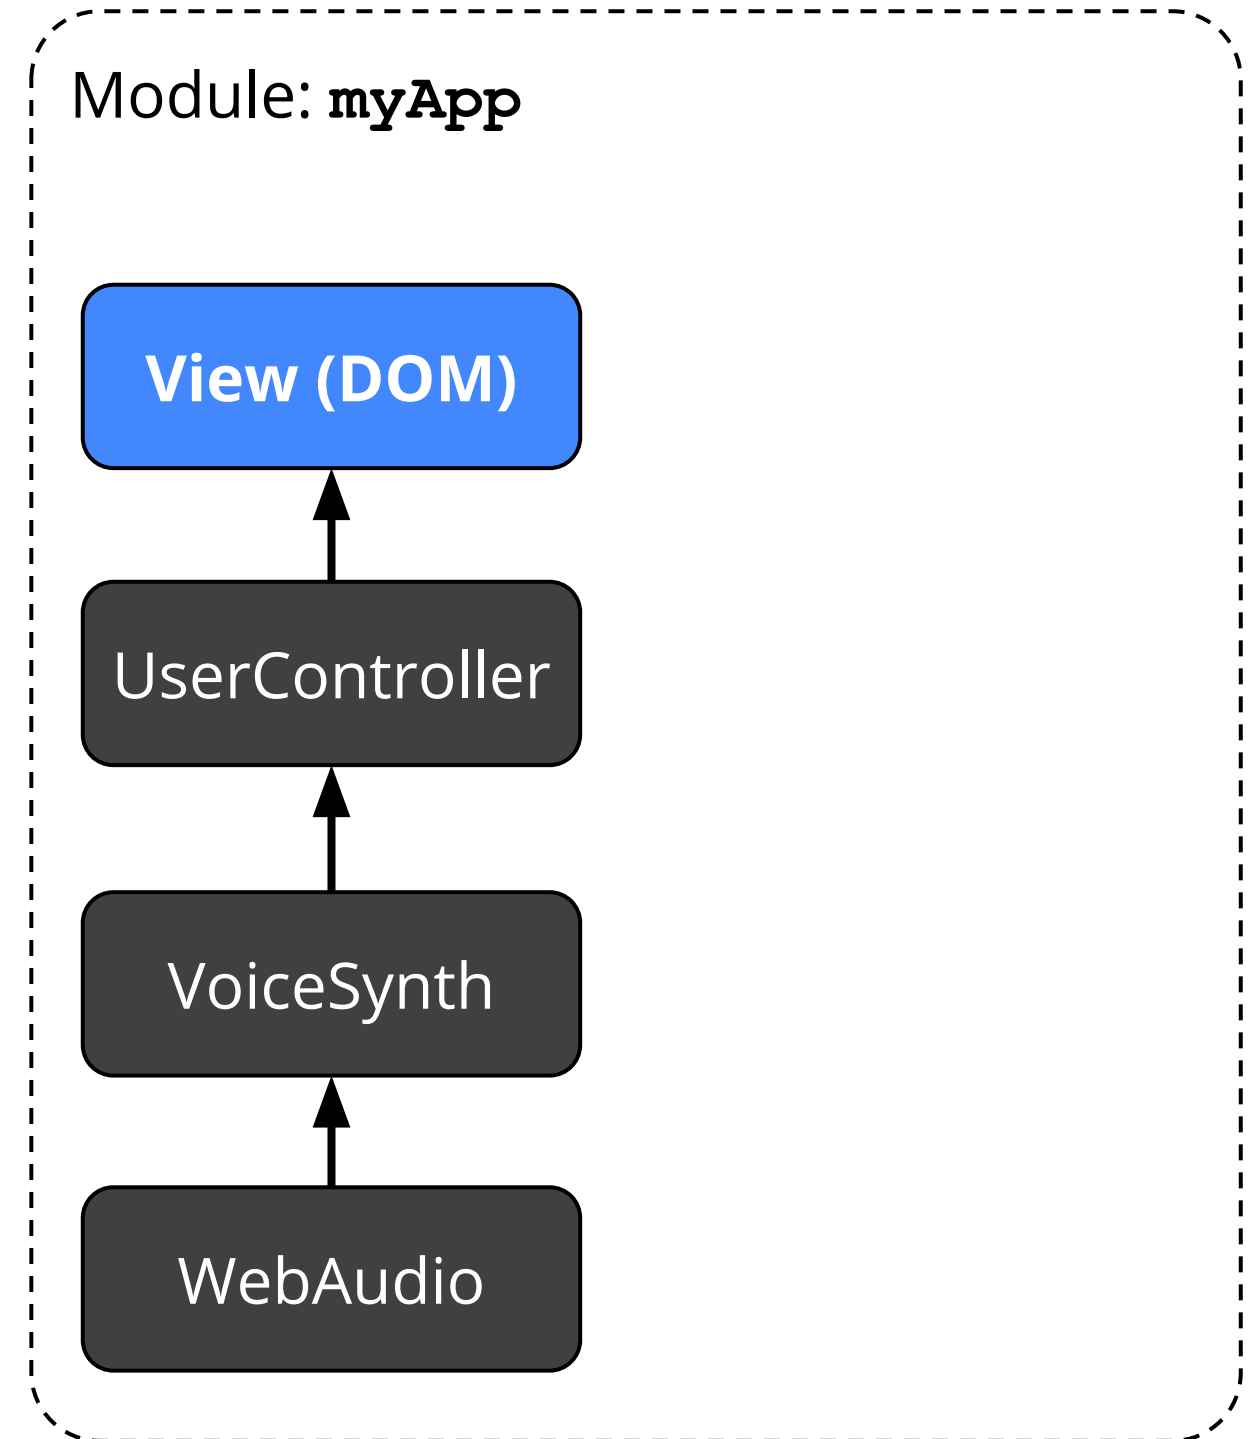 Module: myApp
View (DOM)
UserController
VoiceSynth
WebAudio